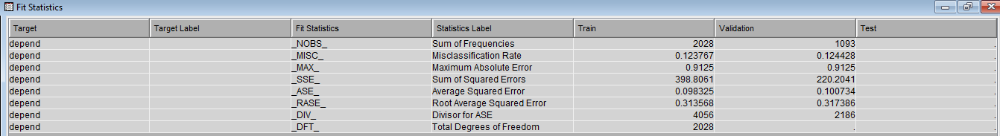 Fit Statistics
Target Target Label Fit Statistics Statistics Label Train Validation Test
depend _NOBS_ Sum of Frequencies 2028 1093 .
depend _MISC_ Misclassification Rate 0.123767 0.124428 .
depend _MAX_ Maximum Absolute Error 0.9125 0.9125 .
depend _SSE_ Sum of Squared Errors 398.8061 220.2041 .
depend _ASE_ Average Squared Error 0.098325 0.100734 .
depend _RASE_ Root Average Squared Error 0.313568 0.317386 .
depend _DIV_ Divisor for ASE 4056 2186 .
depend _DFT_ Total Degrees of Freedom 2028 . .